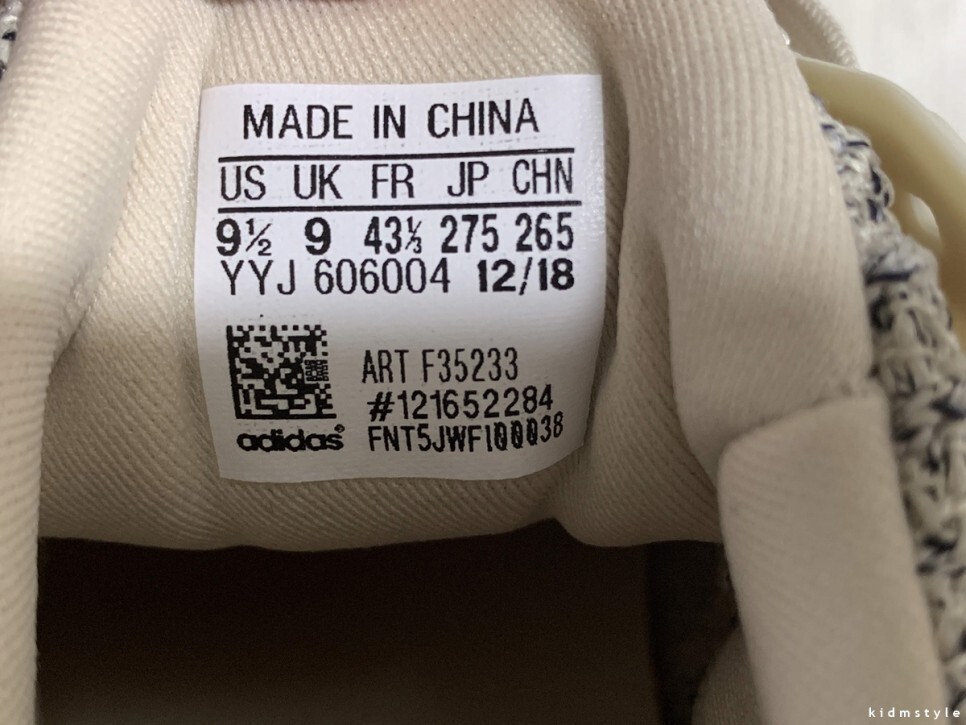 MADE IN CHINA
US UK FR JP CHN
9½ 9 43⅓ 275 265
YYJ 606004 12/18
ART F35233
#121652284
FNT5JWFI00038
adidas
kidmstyle